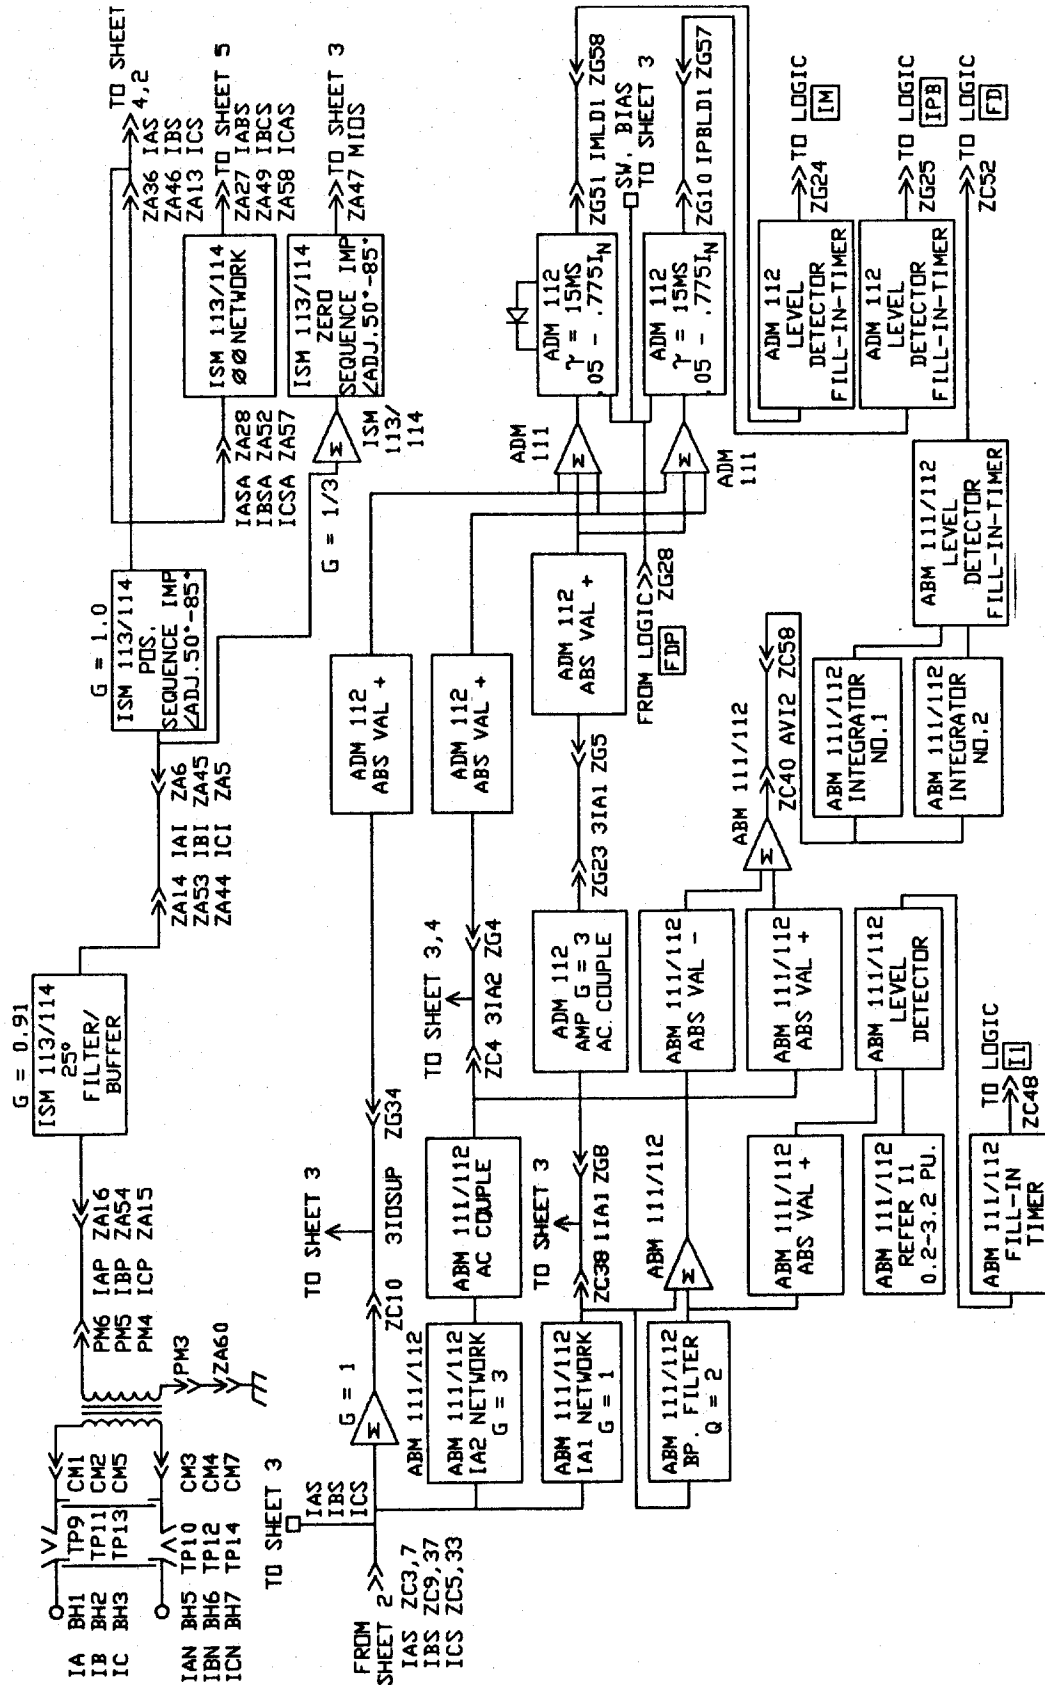 IA BH1 TP9 CM1
IB BH2 TP11 CM2
IC BH3 TP13 CM5
IAN BH5 TP10 CM3
IBN BH6 TP12 CM4
ICN BH7 TP14 CM7
PM6 IAP ZA16
PM5 IBP ZA54
PM4 ICP ZA15
PM3
ZA60
G = 0.91
ISM 113/114
25°
FILTER/
BUFFER
ZA14 IAI ZA6
ZA53 IBI ZA45
ZA44 ICI ZA5
G = 1.0
ISM 113/114
POS.
SEQUENCE IMP
∠ADJ.50°-85°
TO SHEET
4,2
ZA36 IAS
ZA46 IBS
ZA13 ICS
IASA ZA28
IBSA ZA52
ICSA ZA57
ISM 113/114
ØØ NETWORK
TO SHEET 5
ZA27 IABS
ZA49 IBCS
ZA58 ICAS
G = 1/3
ISM
113/
114
Σ
ISM 113/114
ZERO
SEQUENCE IMP
∠ADJ.50°-85°
TO SHEET 3
ZA47 MIOS
TO SHEET 3
IAS
IBS
ICS
FROM
SHEET 2
IAS ZC3,7
IBS ZC9,37
ICS ZC5,33
G = 1
Σ
ABM 111/112
TO SHEET 3
ZC10 3IOSUP ZG34
ADM 112
ABS VAL +
ABM 111/112
IA2 NETWORK
G = 3
ABM 111/112
AC COUPLE
TO SHEET 3,4
ZC4 3IA2 ZG4
ADM 112
ABS VAL +
ABM 111/112
IA1 NETWORK
G = 1
TO SHEET 3
ZC38 1IA1 ZG8
ADM 112
AMP G = 3
AC. COUPLE
ZG23 3IA1 ZG5
ADM 112
ABS VAL +
ADM
111
Σ
ADM 112
γ = 15MS
.05 - .775IN
ZG51 IMLD1 ZG58
SW. BIAS
TO SHEET 3
ADM
111
Σ
ADM 112
γ = 15MS
.05 - .775IN
ZG10 IPBLD1 ZG57
FROM LOGIC
FDP
ZG28
ADM 112
LEVEL
DETECTOR
FILL-IN-TIMER
TO LOGIC
ZG24 IM
ADM 112
LEVEL
DETECTOR
FILL-IN-TIMER
TO LOGIC
ZG25 IPB
ABM 111/112
BP. FILTER
Q = 2
ABM 111/112
Σ
ABM 111/112
ABS VAL -
ABM 111/112
ABS VAL +
ABM 111/112
Σ
ZC40 AVI2 ZC58
ABM 111/112
INTEGRATOR
NO.1
ABM 111/112
INTEGRATOR
NO.2
ABM 111/112
LEVEL
DETECTOR
FILL-IN-TIMER
TO LOGIC
ZC52 FD
ABM 111/112
ABS VAL +
ABM 111/112
REFER I1
0.2-3.2 PU.
ABM 111/112
LEVEL
DETECTOR
ABM 111/112
FILL-IN
TIMER
TO LOGIC
ZC48 I1